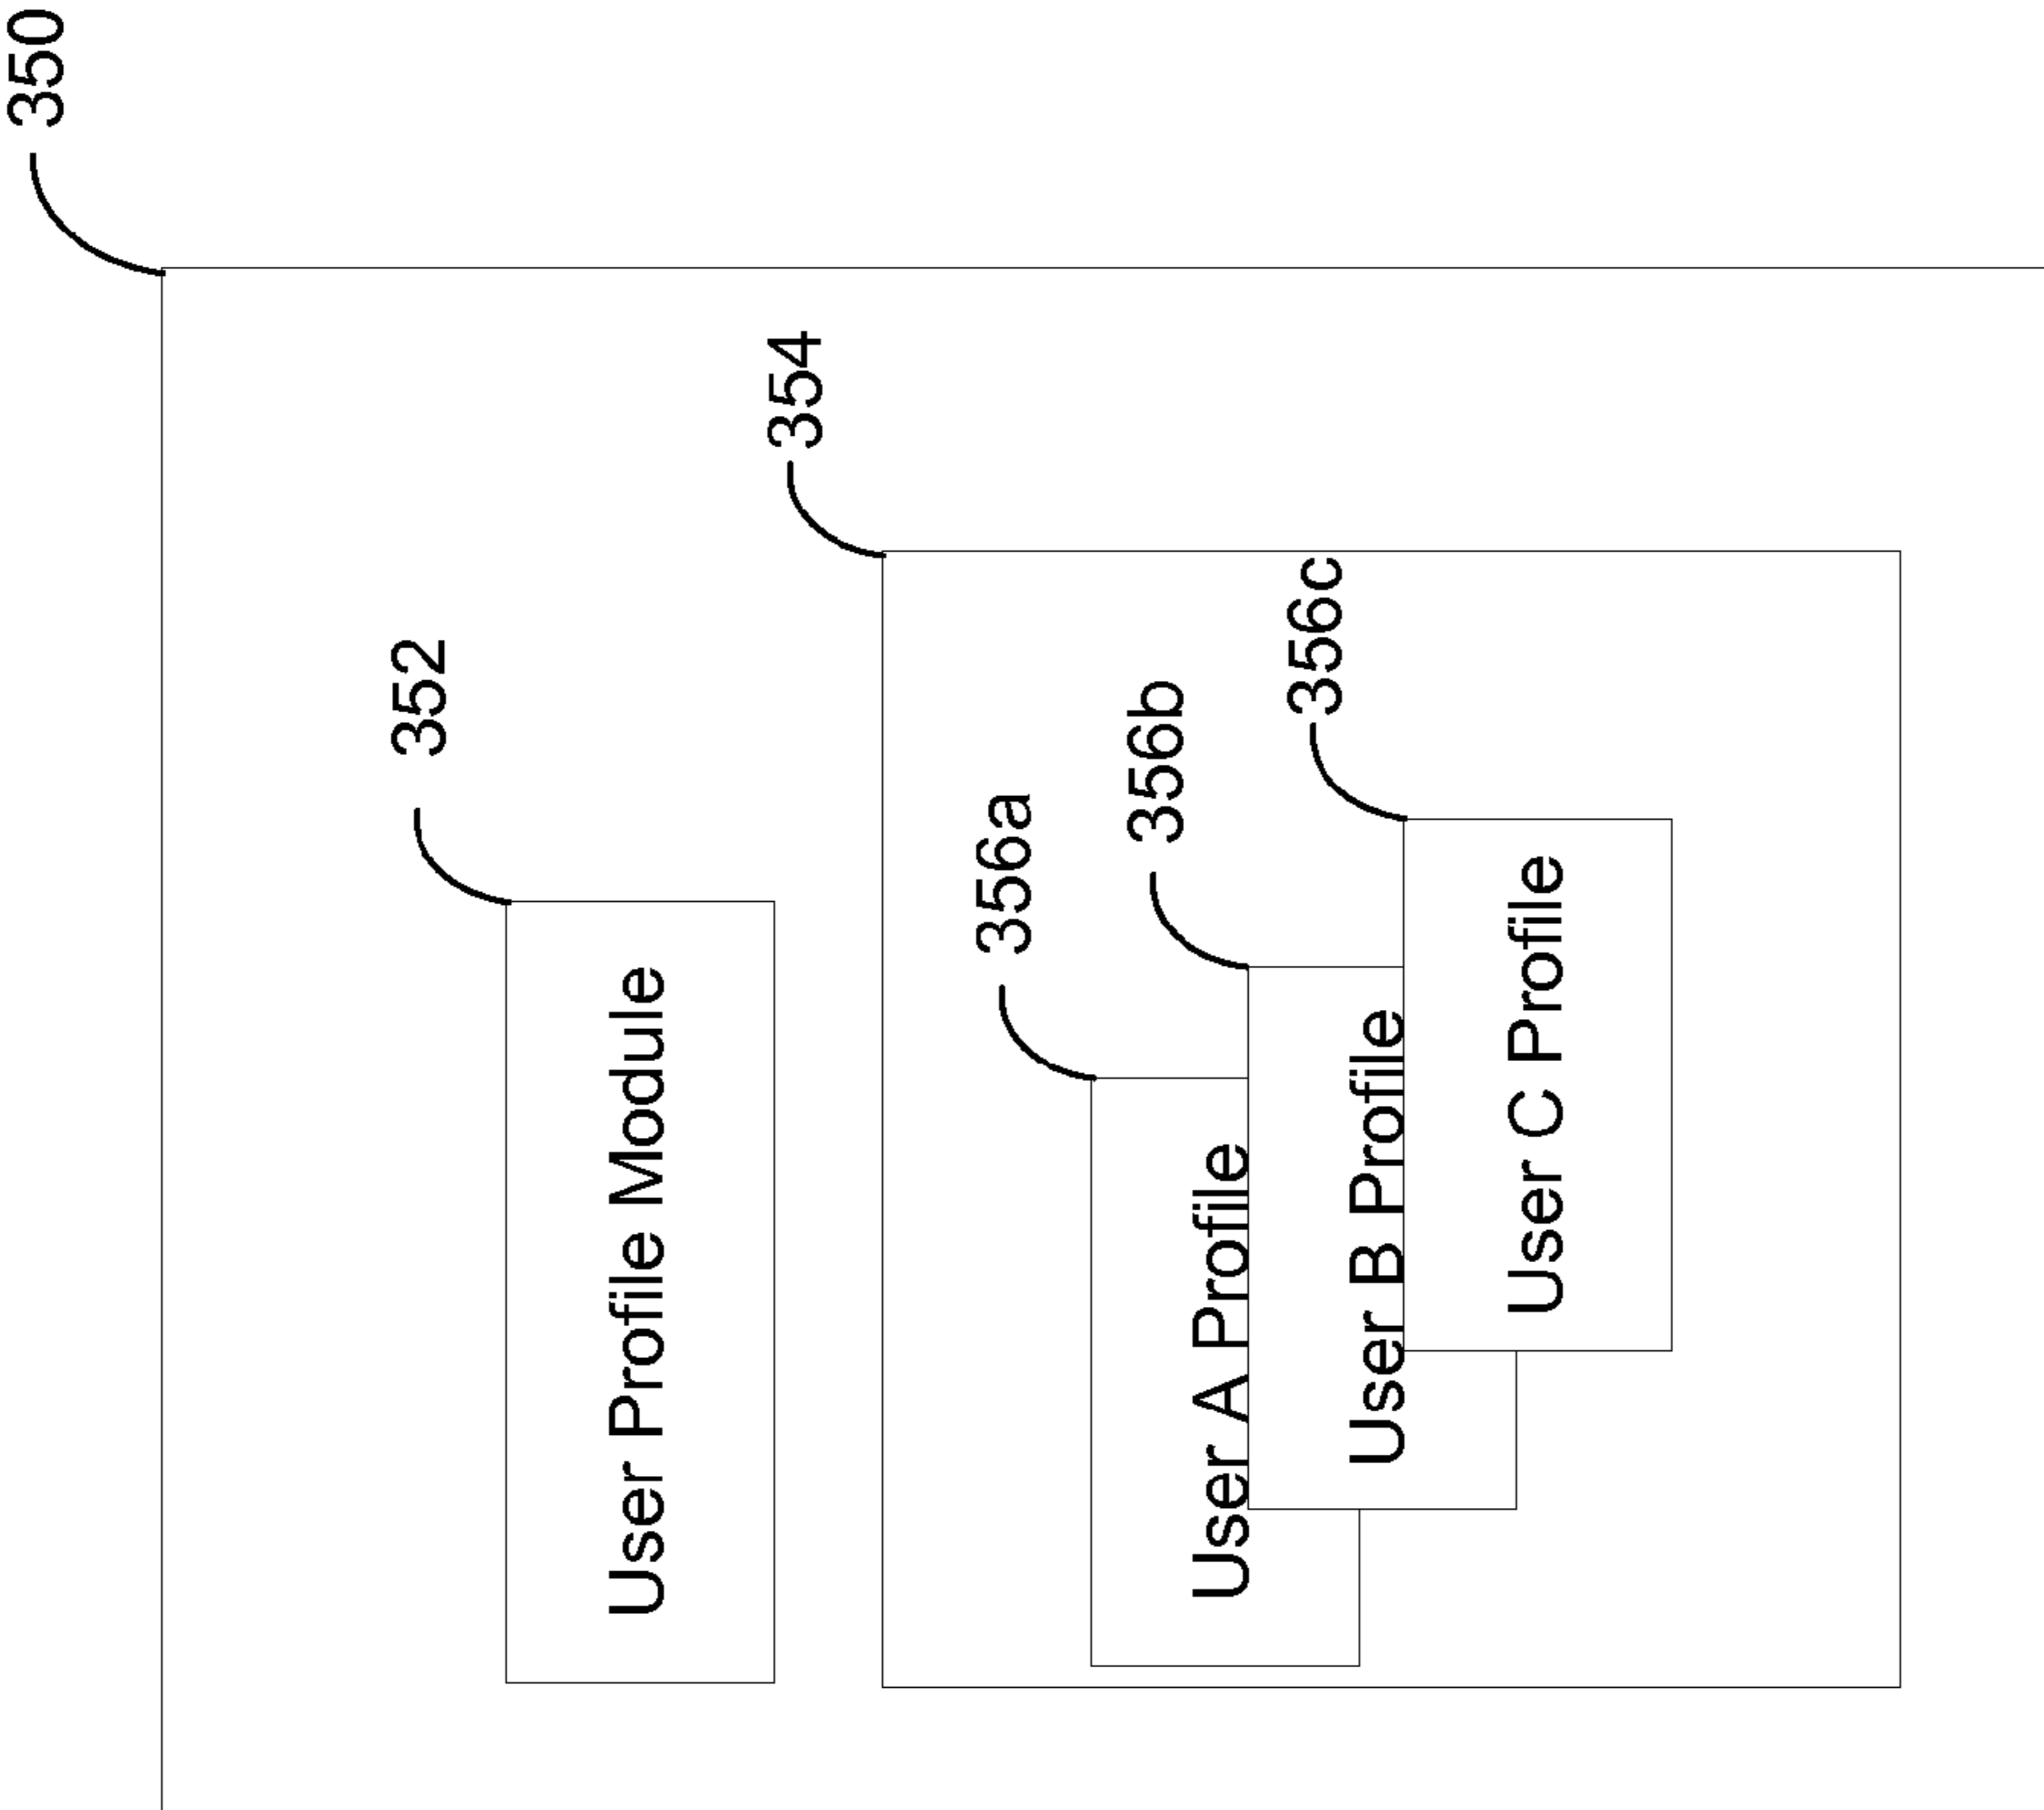 350
352
User Profile Module
354
356a
User A Profile
356b
User B Profile
356c
User C Profile